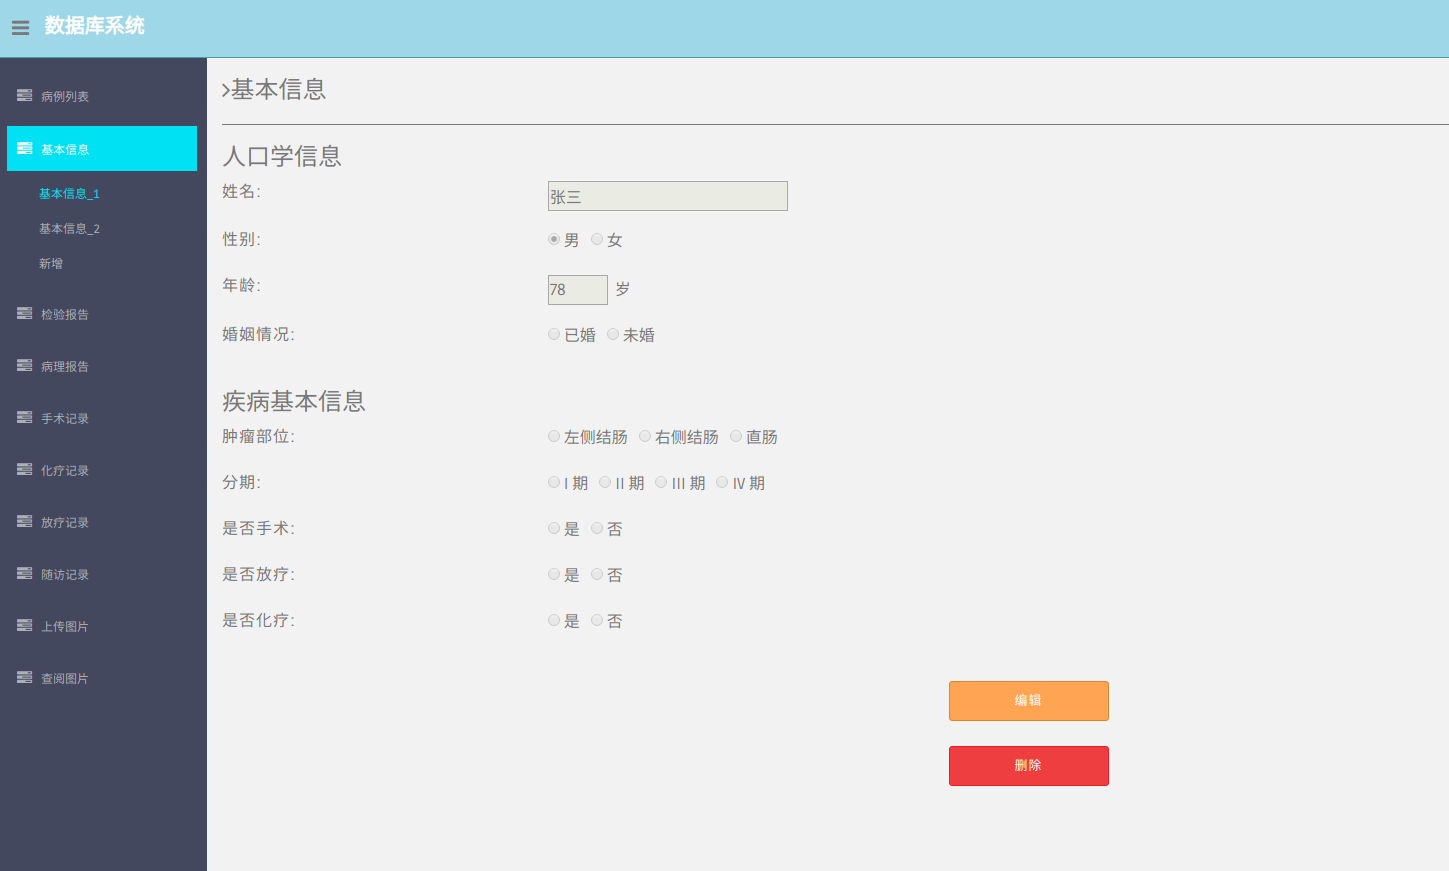 数据库系统
病例列表
基本信息
基本信息_1
基本信息_2
新增
检验报告
病理报告
手术记录
化疗记录
放疗记录
随访记录
上传图片
查阅图片
基本信息
人口学信息
姓名: 张三
性别: 男 女
年龄: 78 岁
婚姻情况: 已婚 未婚
疾病基本信息
肿瘤部位: 左侧结肠 右侧结肠 直肠
分期: I 期 II 期 III 期 IV 期
是否手术: 是 否
是否放疗: 是 否
是否化疗: 是 否
编辑
删除